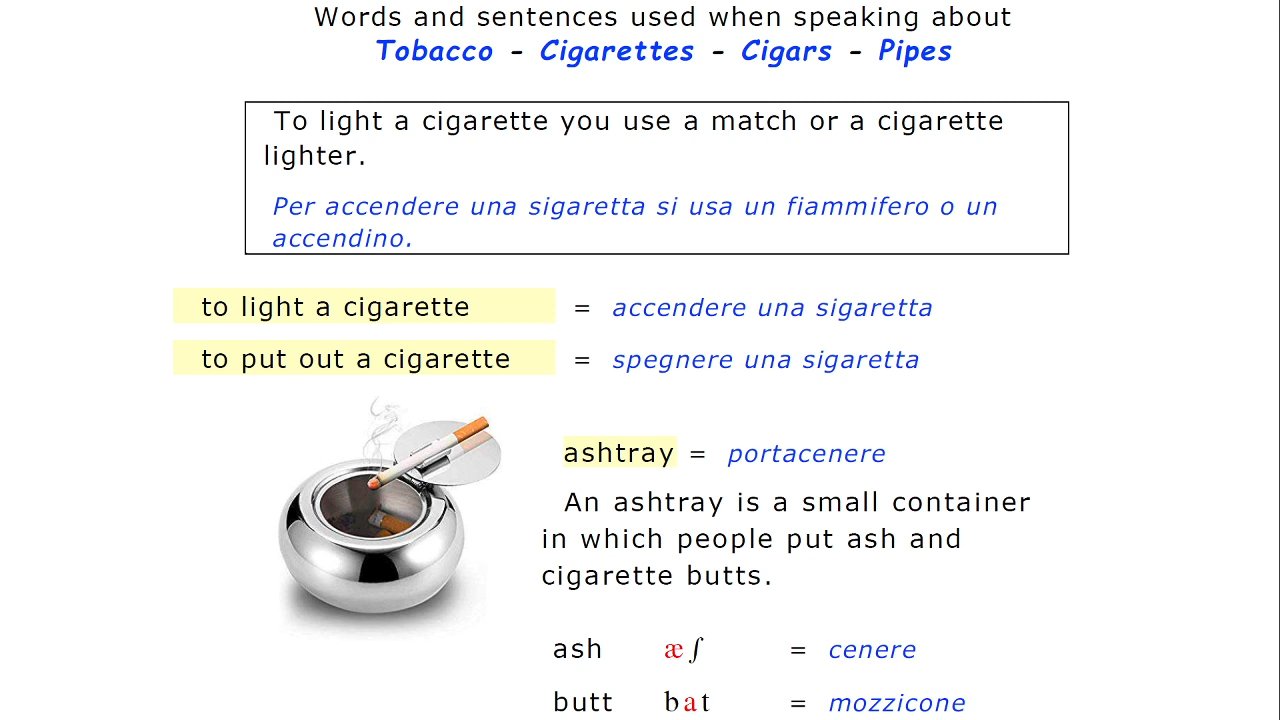 Words and sentences used when speaking about
Tobacco - Cigarettes - Cigars - Pipes
To light a cigarette you use a match or a cigarette
lighter.
Per accendere una sigaretta si usa un fiammifero o un
accendino.
to light a cigarette = accendere una sigaretta
to put out a cigarette = spegnere una sigaretta
ashtray = portacenere
An ashtray is a small container
in which people put ash and
cigarette butts.
ash æʃ = cenere
butt bat = mozzicone